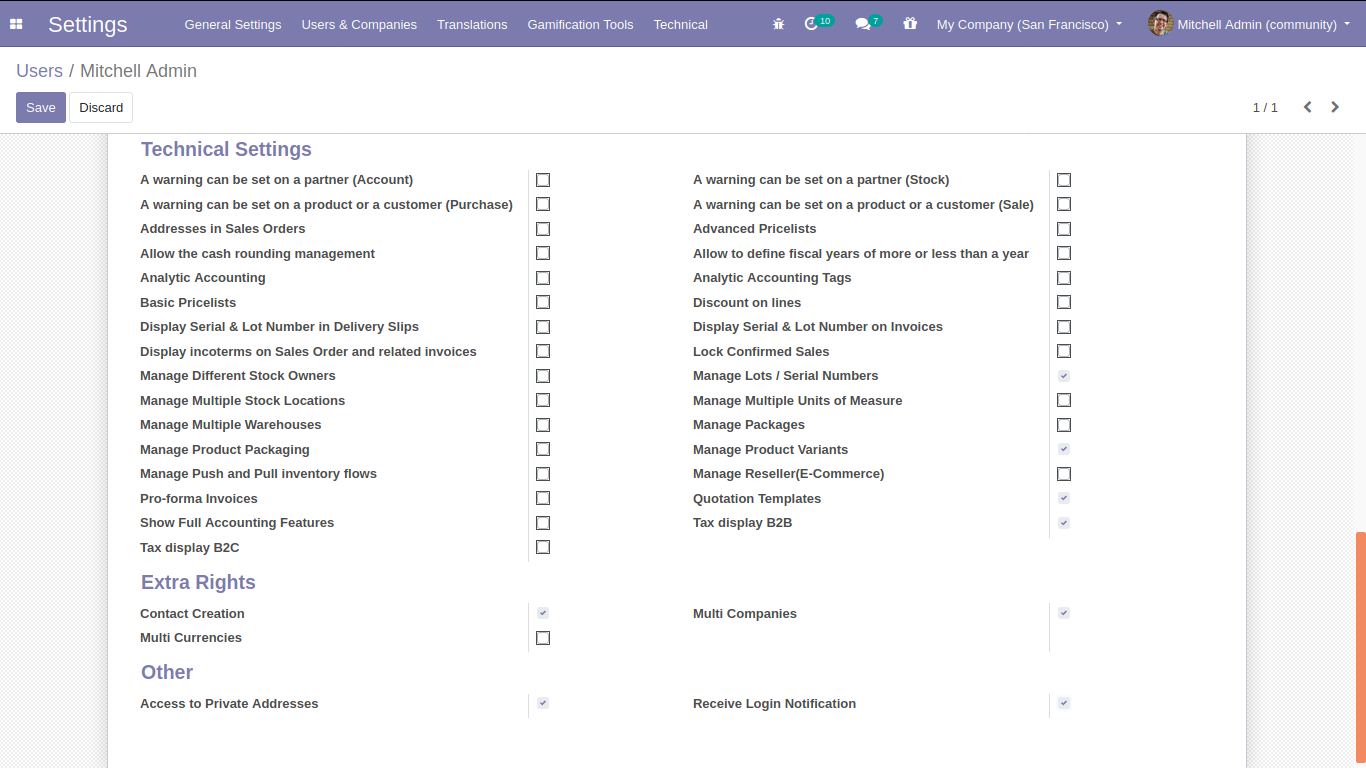 Settings General Settings Users & Companies Translations Gamification Tools Technical 10 7 My Company (San Francisco) Mitchell Admin (community)
Users / Mitchell Admin
Save Discard 1 / 1
Technical Settings
A warning can be set on a partner (Account) A warning can be set on a partner (Stock)
A warning can be set on a product or a customer (Purchase) A warning can be set on a product or a customer (Sale)
Addresses in Sales Orders Advanced Pricelists
Allow the cash rounding management Allow to define fiscal years of more or less than a year
Analytic Accounting Analytic Accounting Tags
Basic Pricelists Discount on lines
Display Serial & Lot Number in Delivery Slips Display Serial & Lot Number on Invoices
Display incoterms on Sales Order and related invoices Lock Confirmed Sales
Manage Different Stock Owners Manage Lots / Serial Numbers
Manage Multiple Stock Locations Manage Multiple Units of Measure
Manage Multiple Warehouses Manage Packages
Manage Product Packaging Manage Product Variants
Manage Push and Pull inventory flows Manage Reseller(E-Commerce)
Pro-forma Invoices Quotation Templates
Show Full Accounting Features Tax display B2B
Tax display B2C
Extra Rights
Contact Creation Multi Companies
Multi Currencies
Other
Access to Private Addresses Receive Login Notification